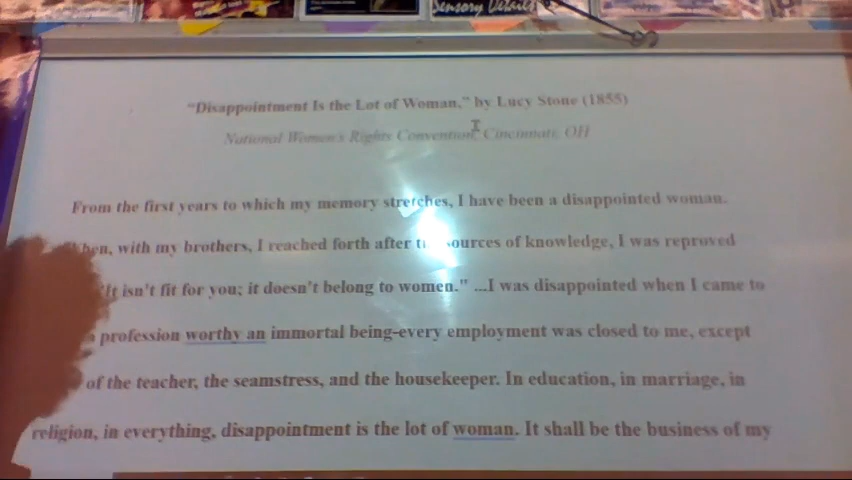 Sensory Details
"Disappointment Is the Lot of Woman," by Lucy Stone (1855)
National Women's Rights Convention, Cincinnati, OH
From the first years to which my memory stretches, I have been a disappointed woman.
with my brothers, I reached forth after sources of knowledge, I was reproved
"It isn't fit for you; it doesn't belong to women." ...I was disappointed when I came to
profession worthy an immortal being-every employment was closed to me, except
of the teacher, the seamstress, and the housekeeper. In education, in marriage, in
religion, in everything, disappointment is the lot of woman. It shall be the business of my